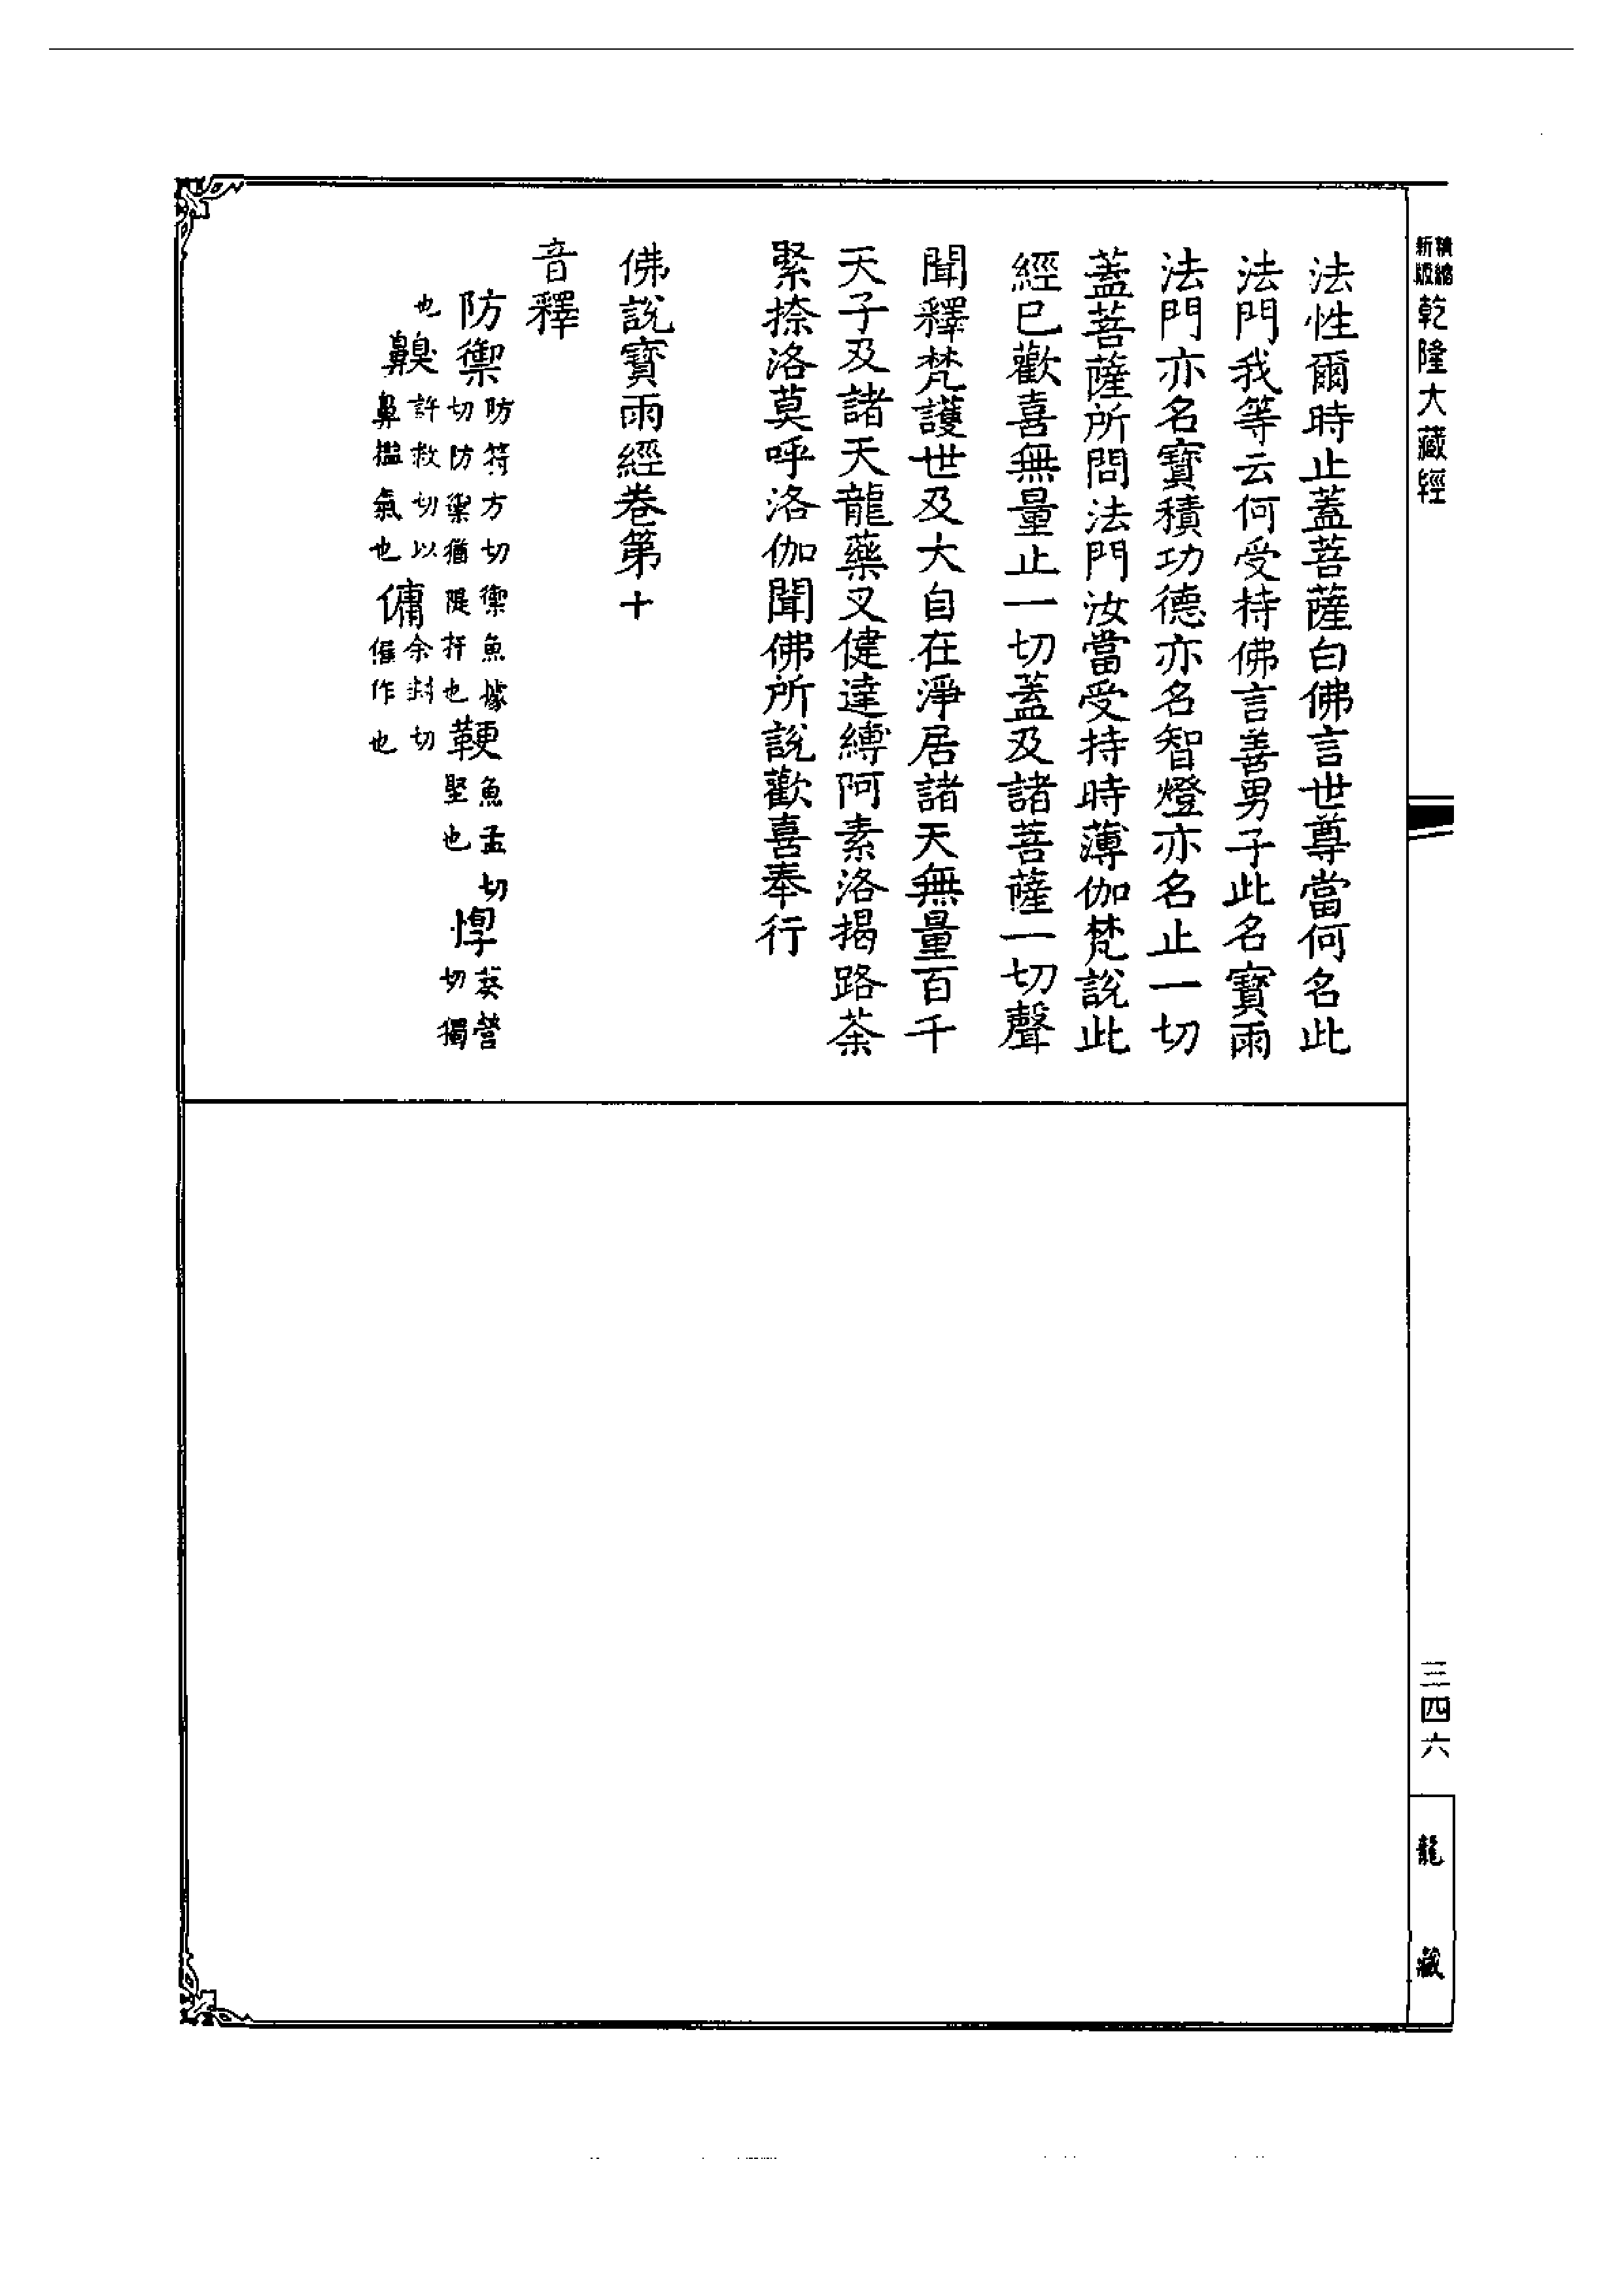 精縮
新版
乾隆大藏經
法性爾時止蓋菩薩白佛言世尊當何名此
法門我等云何受持佛言善男子此名寶雨
法門亦名寶積功德亦名智燈亦名止一切
蓋菩薩所問法門汝當受持時薄伽梵說此
經已歡喜無量止一切蓋及諸菩薩一切聲
聞釋梵護世及大自在淨居諸天無量百千
天子及諸天龍藥叉健達縛阿素洛揭路茶
緊捺洛莫呼洛伽聞佛所說歡喜奉行
佛說寶雨經卷第十
音釋
防禦防符方切禦魚據切防禦猶隄扞也鞕魚孟切堅也惸葵營切獨
也齅許救切以鼻搵氣也傭余封切傭作也
三四六
龍藏